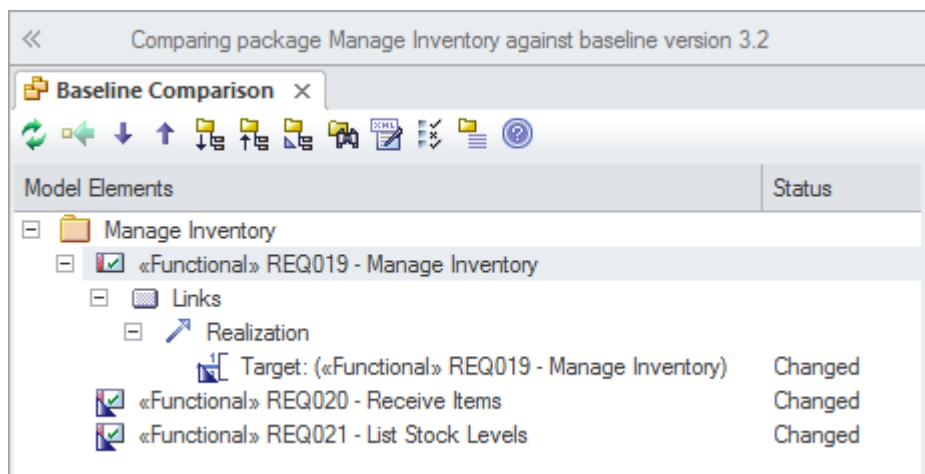 Comparing package Manage Inventory against baseline version 3.2
Baseline Comparison
XML
Model Elements Status
Manage Inventory
«Functional» REQ019 - Manage Inventory
Links
Realization
Target: («Functional» REQ019 - Manage Inventory) Changed
«Functional» REQ020 - Receive Items Changed
«Functional» REQ021 - List Stock Levels Changed